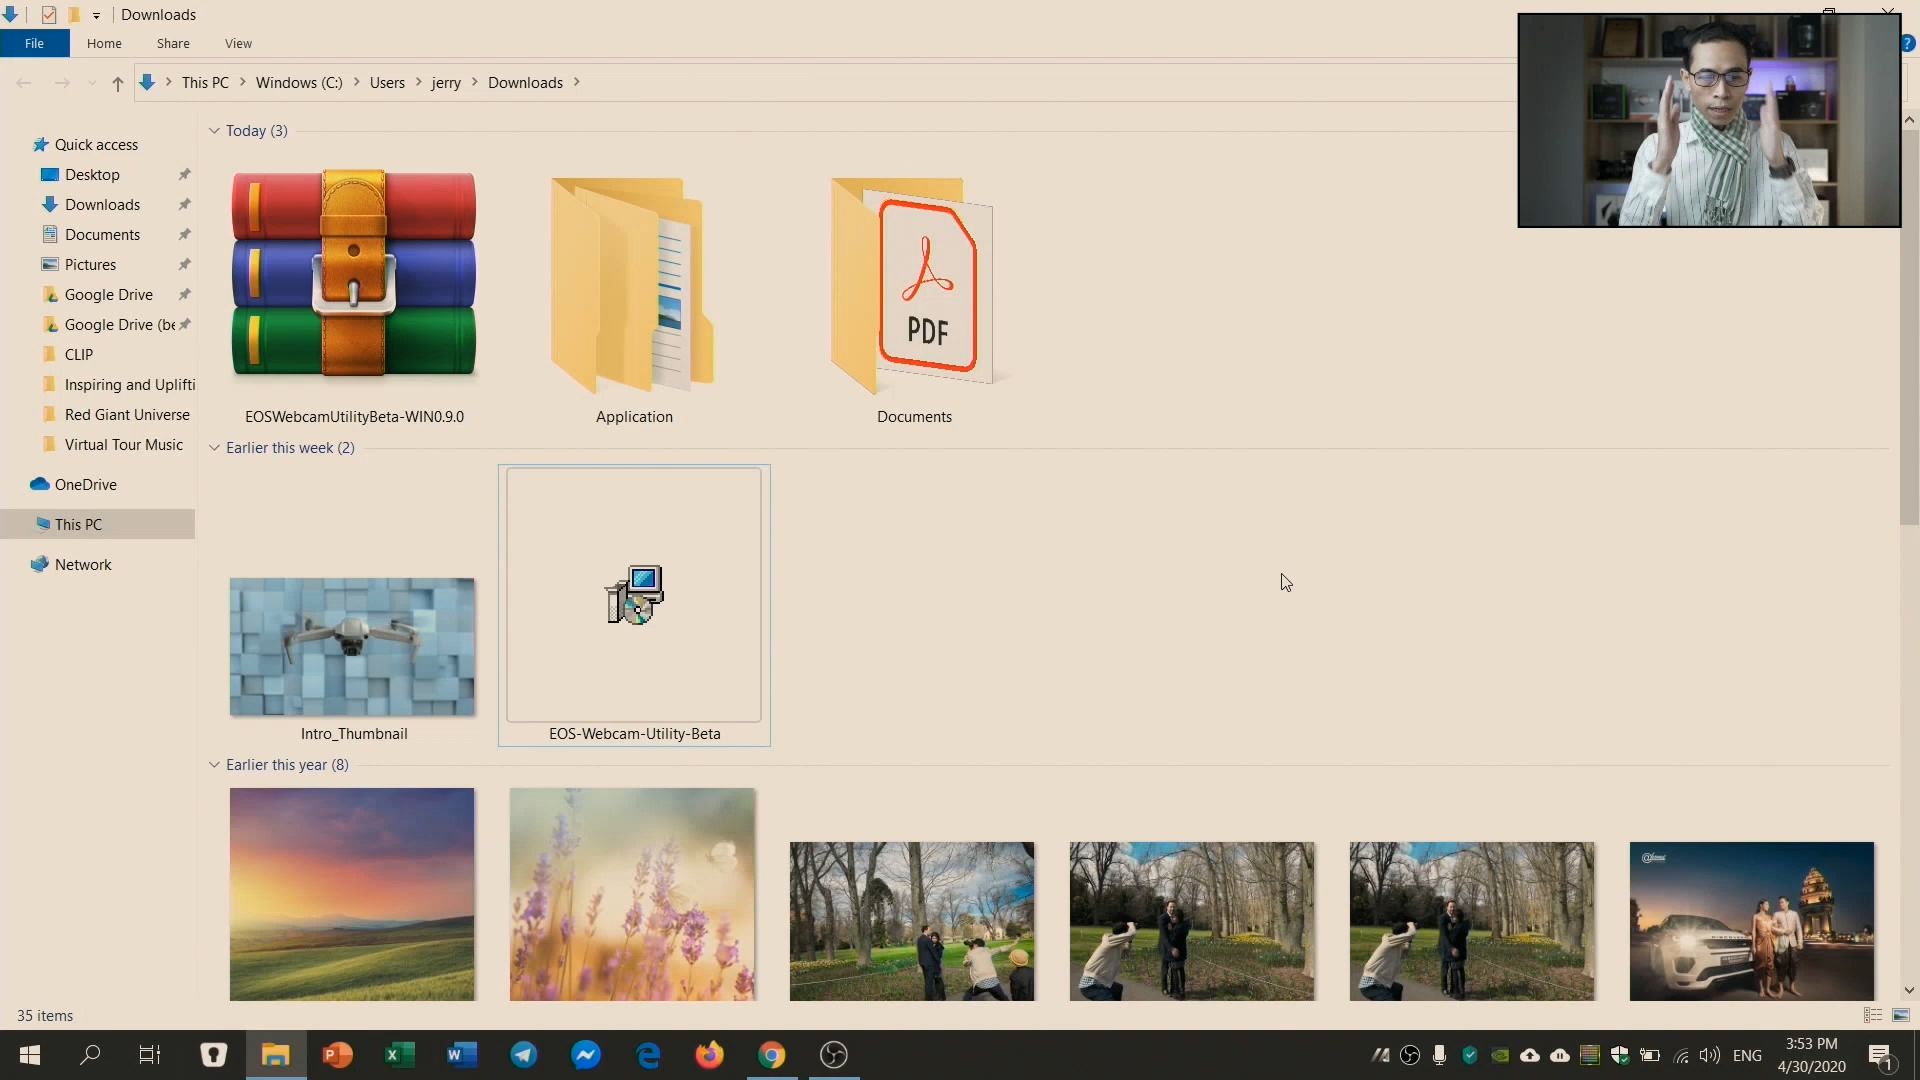 Downloads
File Home Share View
This PC Windows (C:) Users jerry Downloads
Quick access
Desktop
Downloads
Documents
Pictures
Google Drive
Google Drive (be
CLIP
Inspiring and Uplifti
Red Giant Universe
Virtual Tour Music
OneDrive
This PC
Network
Today (3)
PDF
EOSWebcamUtilityBeta-WIN0.9.0 Application Documents
Earlier this week (2)
Intro_Thumbnail EOS-Webcam-Utility-Beta
Earlier this year (8)
35 items
ENG
3:53 PM
4/30/2020
1